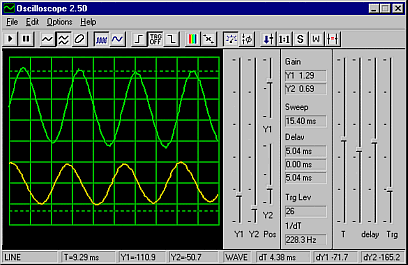 Oscilloscope 2.50
File Edit Options Help
TRG OFF 1:1 S W
Gain
Y1 1.29
Y2 0.69
Sweep
15.40 ms
Delay
5.04 ms
0.00 ms
5.04 ms
Trg Lev
26
1/dT
228.3 Hz
Y1
Y2
Y1 Y2 Pos
T delay Trg
LINE T=9.29 ms Y1=-110.9 Y2=-50.7 WAVE dT 4.38 ms dY1 -71.7 dY2 -165.2